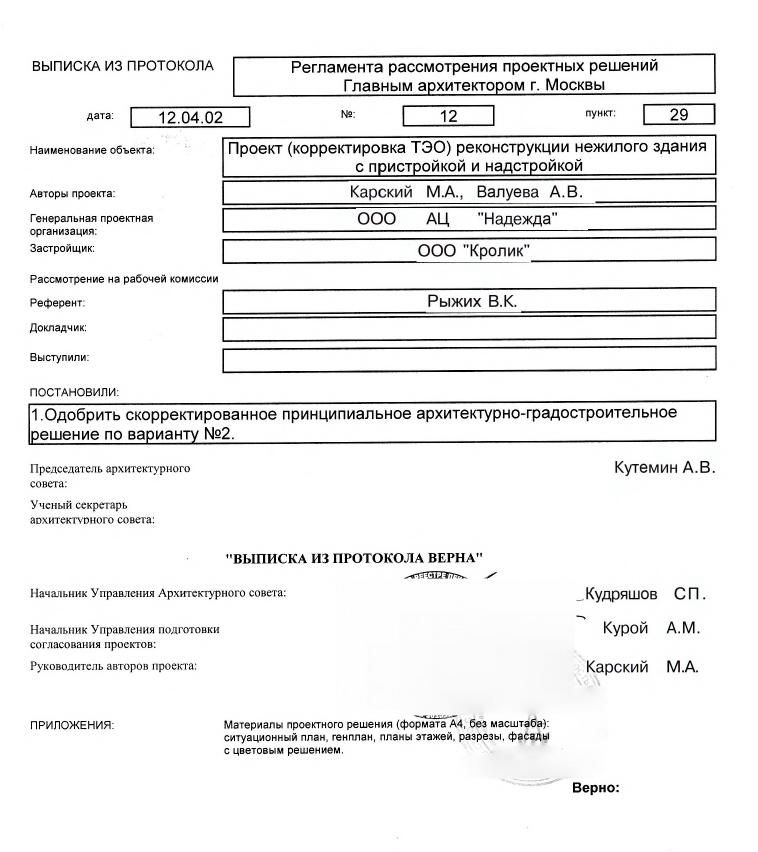 ВЫПИСКА ИЗ ПРОТОКОЛА
Регламента рассмотрения проектных решений
Главным архитектором г. Москвы
дата: 12.04.02 №: 12 пункт: 29
Наименование объекта:
Проект (корректировка ТЭО) реконструкции нежилого здания
с пристройкой и надстройкой
Авторы проекта: Карский М.А., Валуева А.В.
Генеральная проектная
организация:
ООО АЦ "Надежда"
Застройщик: ООО "Кролик"
Рассмотрение на рабочей комиссии
Референт: Рыжих В.К.
Докладчик:
Выступили:
ПОСТАНОВИЛИ:
1.Одобрить скорректированное принципиальное архитектурно-градостроительное
решение по варианту №2.
Председатель архитектурного
совета:
Кутемин А.В.
Ученый секретарь
архитектурного совета:
"ВЫПИСКА ИЗ ПРОТОКОЛА ВЕРНА"
Начальник Управления Архитектурного совета: Кудряшов СП.
Начальник Управления подготовки
согласования проектов:
Курой А.М.
Руководитель авторов проекта: Карский М.А.
ПРИЛОЖЕНИЯ:
Материалы проектного решения (формата А4, без масштаба):
ситуационный план, генплан, планы этажей, разрезы, фасады
с цветовым решением.
Верно: